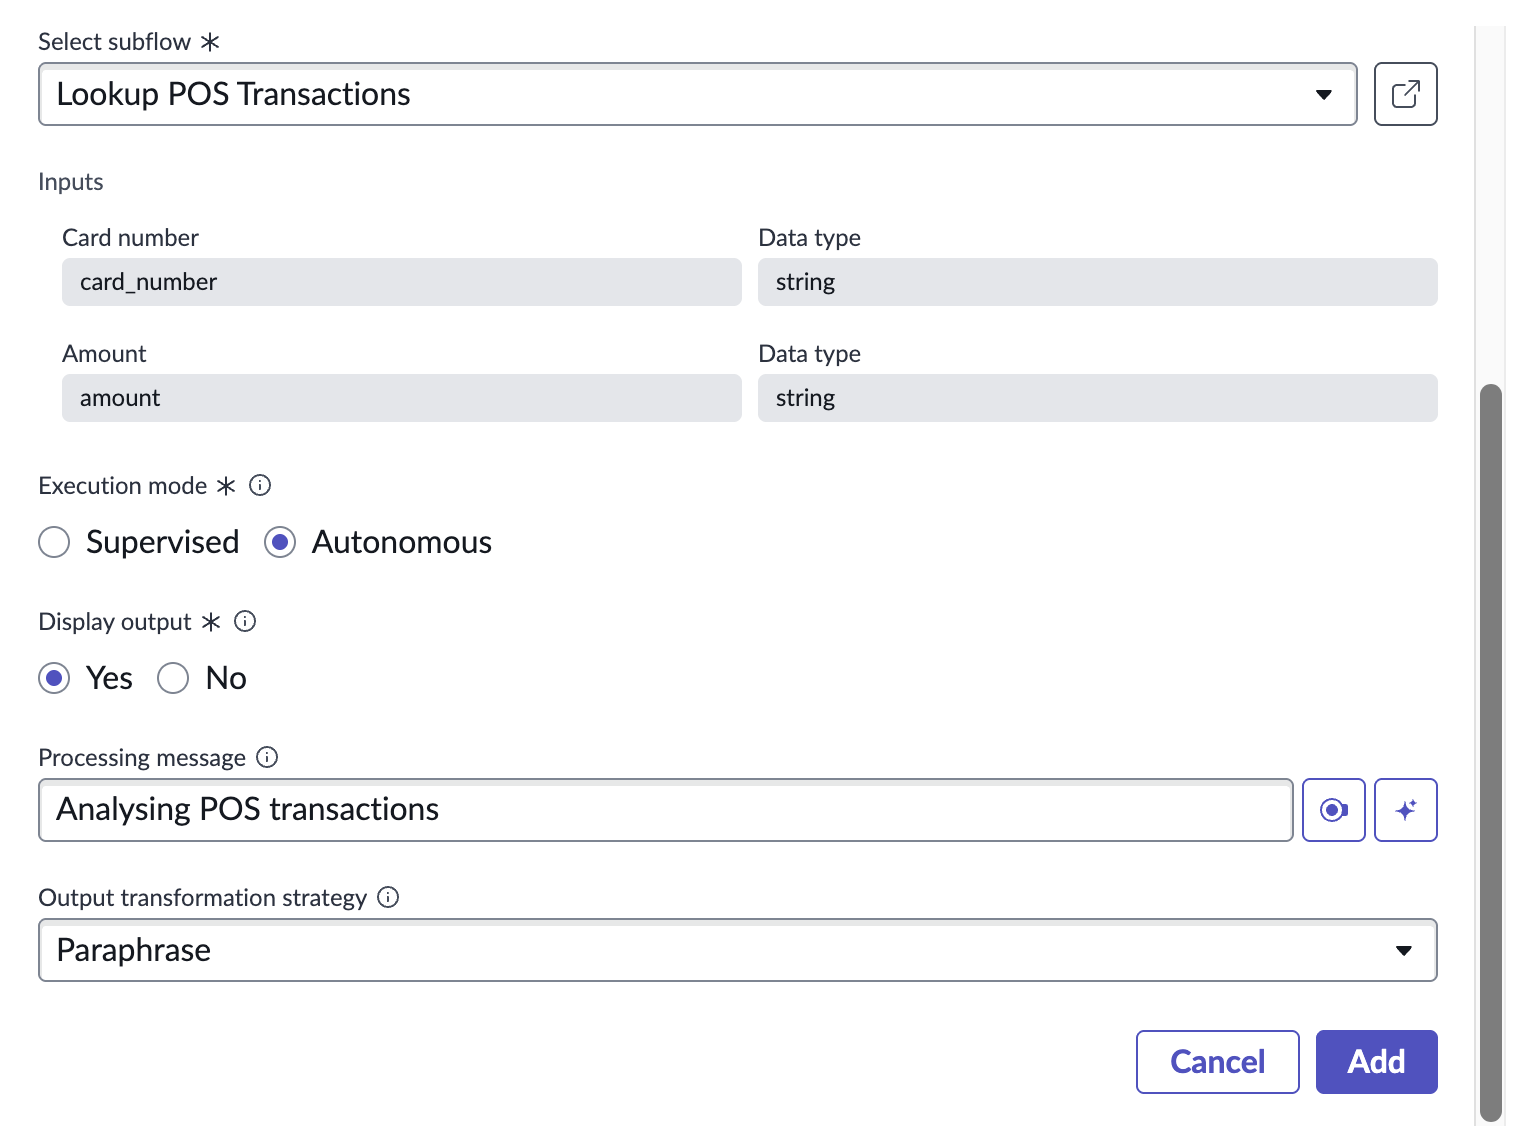 Select subflow *
Lookup POS Transactions
Inputs
Card number Data type
card_number string
Amount Data type
amount string
Execution mode *
Supervised Autonomous
Display output *
Yes No
Processing message
Analysing POS transactions
Output transformation strategy
Paraphrase
Cancel Add